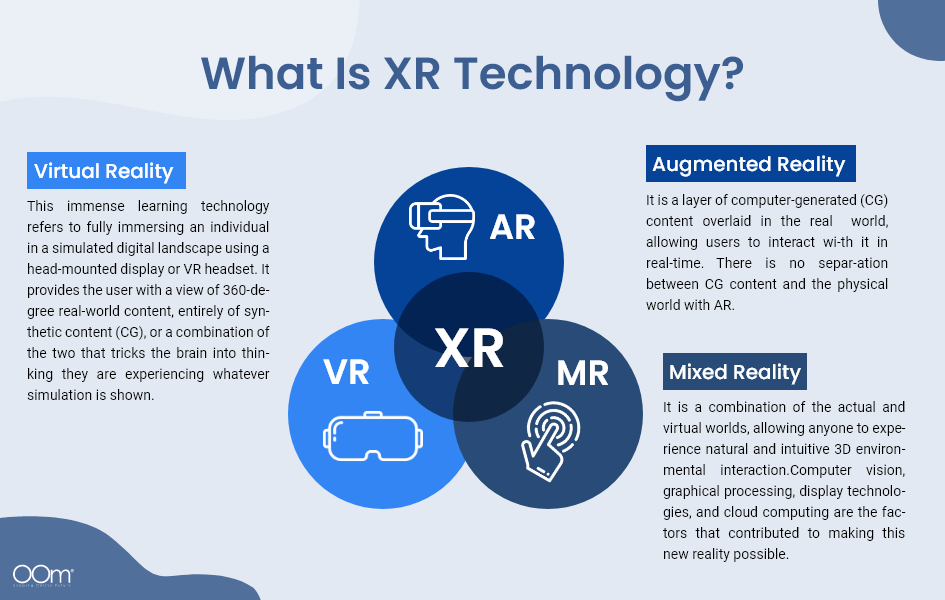 What Is XR Technology?
Virtual Reality
This immense learning technology
refers to fully immersing an individual
in a simulated digital landscape using a
head-mounted display or VR headset. It
provides the user with a view of 360-de-
gree real-world content, entirely of syn-
thetic content (CG), or a combination of
the two that tricks the brain into thin-
king they are experiencing whatever
simulation is shown.
AR
XR
VR
MR
Augmented Reality
It is a layer of computer-generated (CG)
content overlaid in the real world,
allowing users to interact wi-th it in
real-time. There is no separ-ation
between CG content and the physical
world with AR.
Mixed Reality
It is a combination of the actual and
virtual worlds, allowing anyone to expe-
rience natural and intuitive 3D environ-
mental interaction.Computer vision,
graphical processing, display technolo-
gies, and cloud computing are the fac-
tors that contributed to making this
new reality possible.
OOm